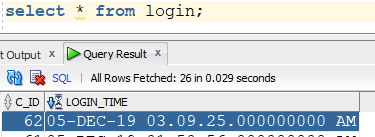 select * from login;
t Output × Query Result ×
SQL | All Rows Fetched: 26 in 0.029 seconds
C_ID LOGIN_TIME
62 05-DEC-19 03.09.25.000000000 AM